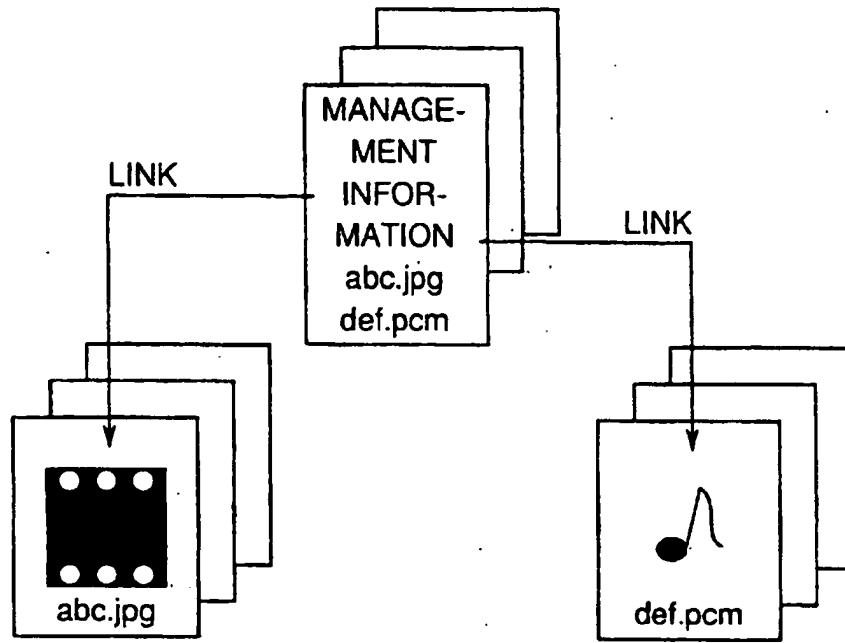 MANAGE-
MENT
INFOR-
MATION
abc.jpg
def.pcm
LINK
LINK
abc.jpg
def.pcm